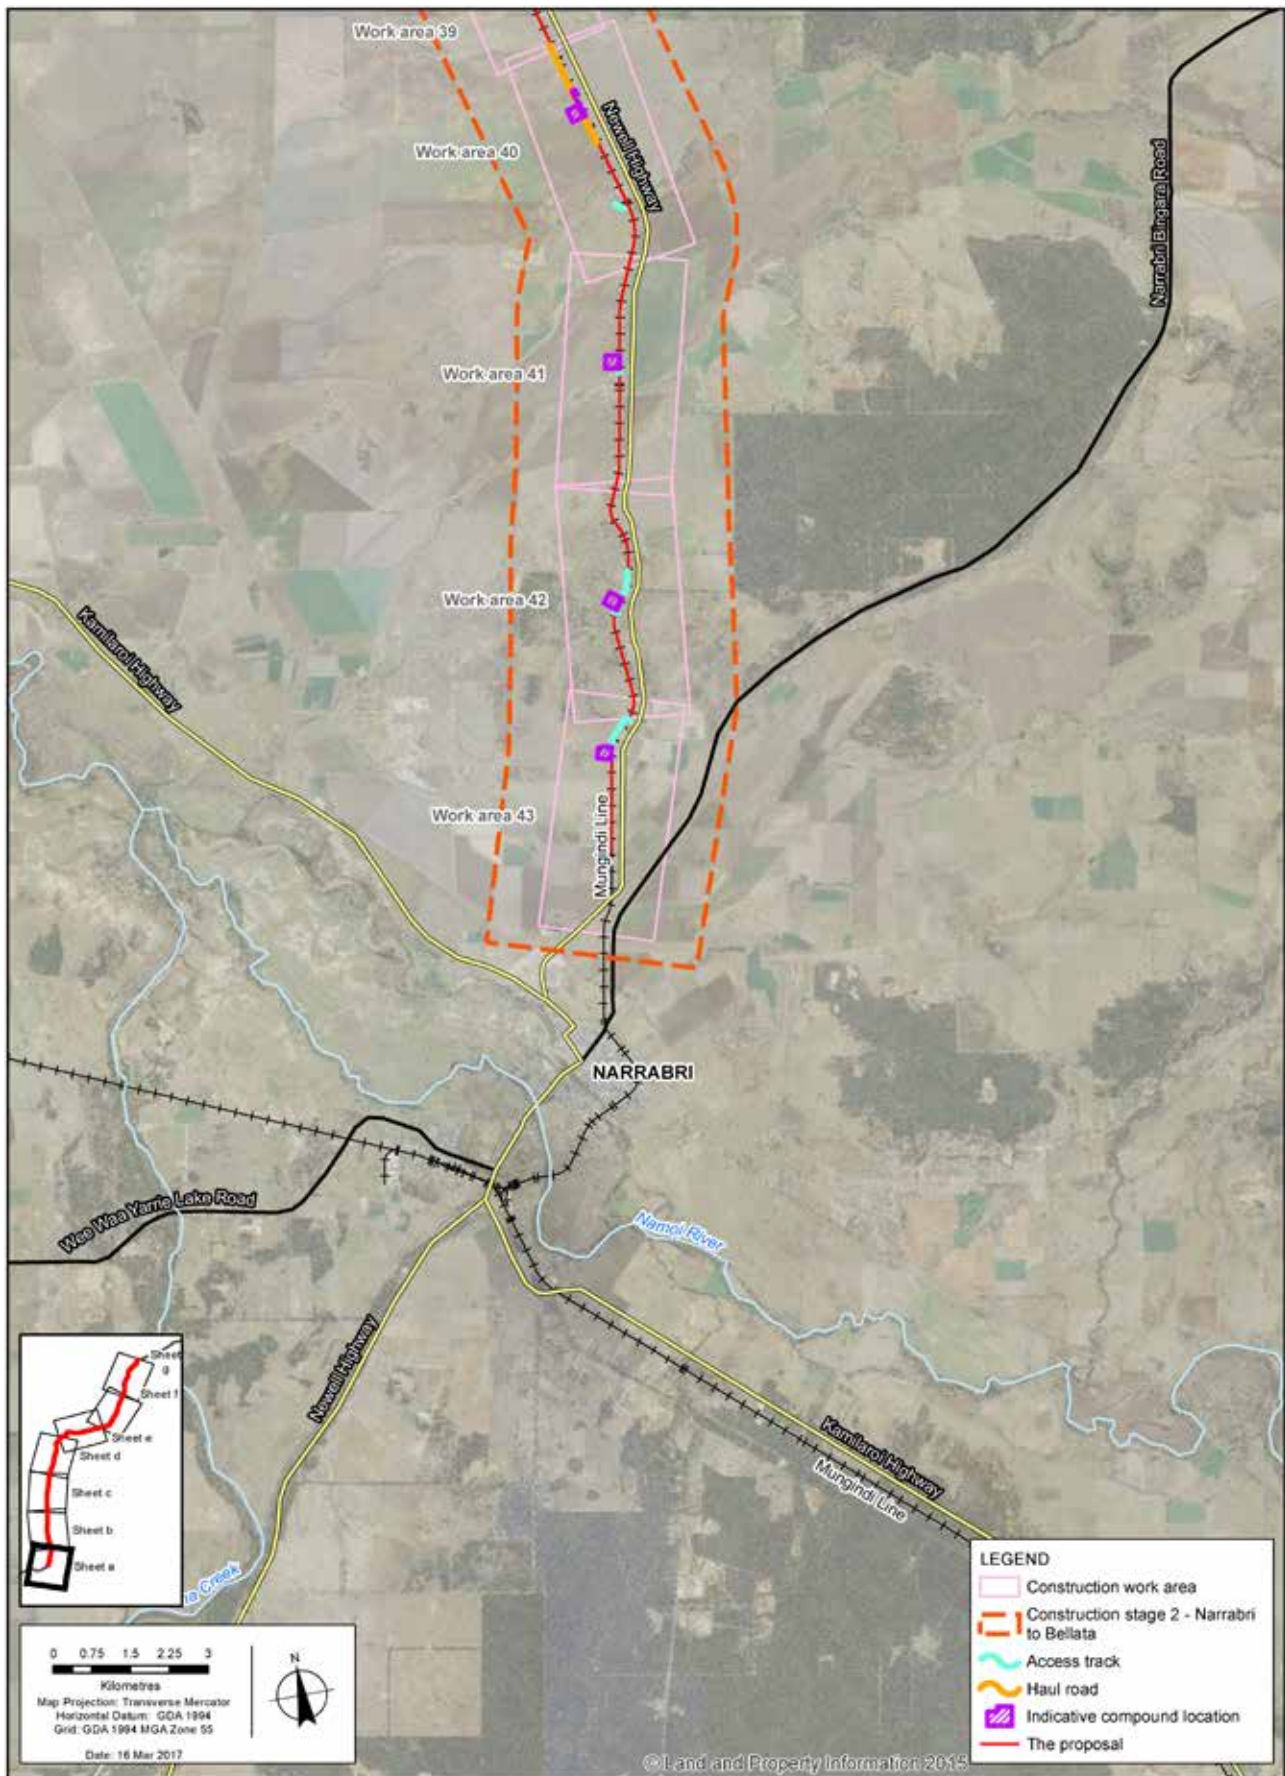 Work area 39
Newell Highway
Work area 40
Narrabri Bingara Road
Work area 41
Work area 42
Kamilaroi Highway
Work area 43
Mungindi Line
NARRABRI
Wee Waa Yarrie Lake Road
Namoi River
Newell Highway
Kamilaroi Highway
Mungindi Line
Creek
Sheet
g
Sheet f
Sheet e
Sheet d
Sheet c
Sheet b
Sheet a
0 0.75 1.5 2.25 3
Kilometres
Map Projection: Transverse Mercator
Horizontal Datum: GDA 1994
Grid: GDA 1994 MGA Zone 55
Date: 16 Mar 2017
N
LEGEND
Construction work area
Construction stage 2 - Narrabri
to Bellata
Access track
Haul road
Indicative compound location
The proposal
© Land and Property Information 2015